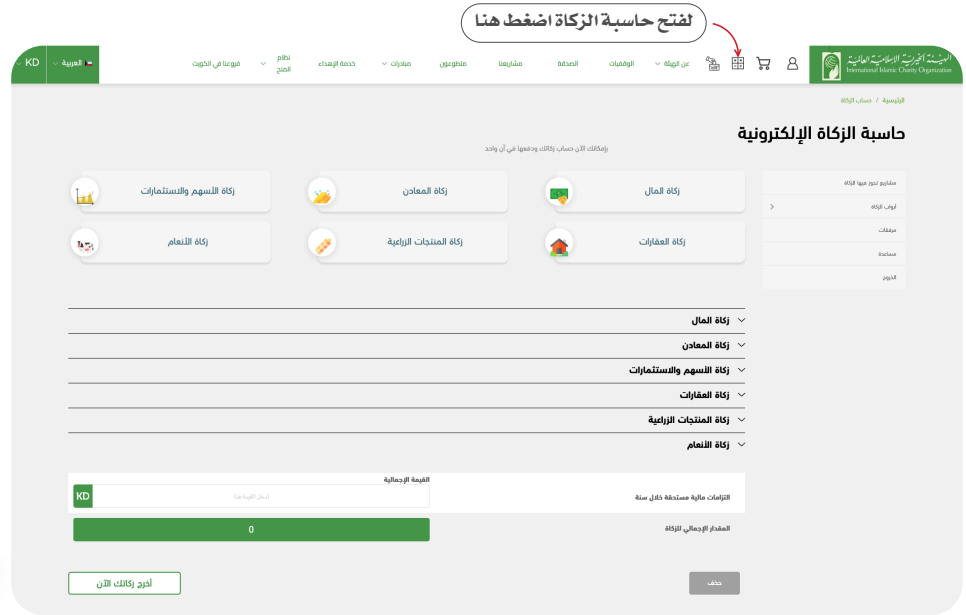 لفتح حاسبة الزكاة اضغط هنا
الهيئة الخيرية الإسلامية العالمية
International Islamic Charity Organization
عن الهيئة
الوقفيات
الصدقة
مشاريعنا
متطوعون
مبادرات
خدمة الإهداء
نظام
المنح
فروعنا في الكويت
العربية
KD
الرئيسية / حساب الزكاة
حاسبة الزكاة الإلكترونية
بإمكانك الآن حساب زكاتك ودفعها في آن واحد
مشاريع تجوز فيها الزكاة
أبواب الزكاة
مرفقات
مساعدة
الخروج
زكاة المال
زكاة المعادن
زكاة الأسهم والاستثمارات
زكاة العقارات
زكاة المنتجات الزراعية
زكاة الأنعام
زكاة المال
زكاة المعادن
زكاة الأسهم والاستثمارات
زكاة العقارات
زكاة المنتجات الزراعية
زكاة الأنعام
القيمة الإجمالية
التزامات مالية مستحقة خلال سنة
أدخل القيمة هنا
KD
المقدار الإجمالي للزكاة
0
حذف
أخرج زكاتك الآن